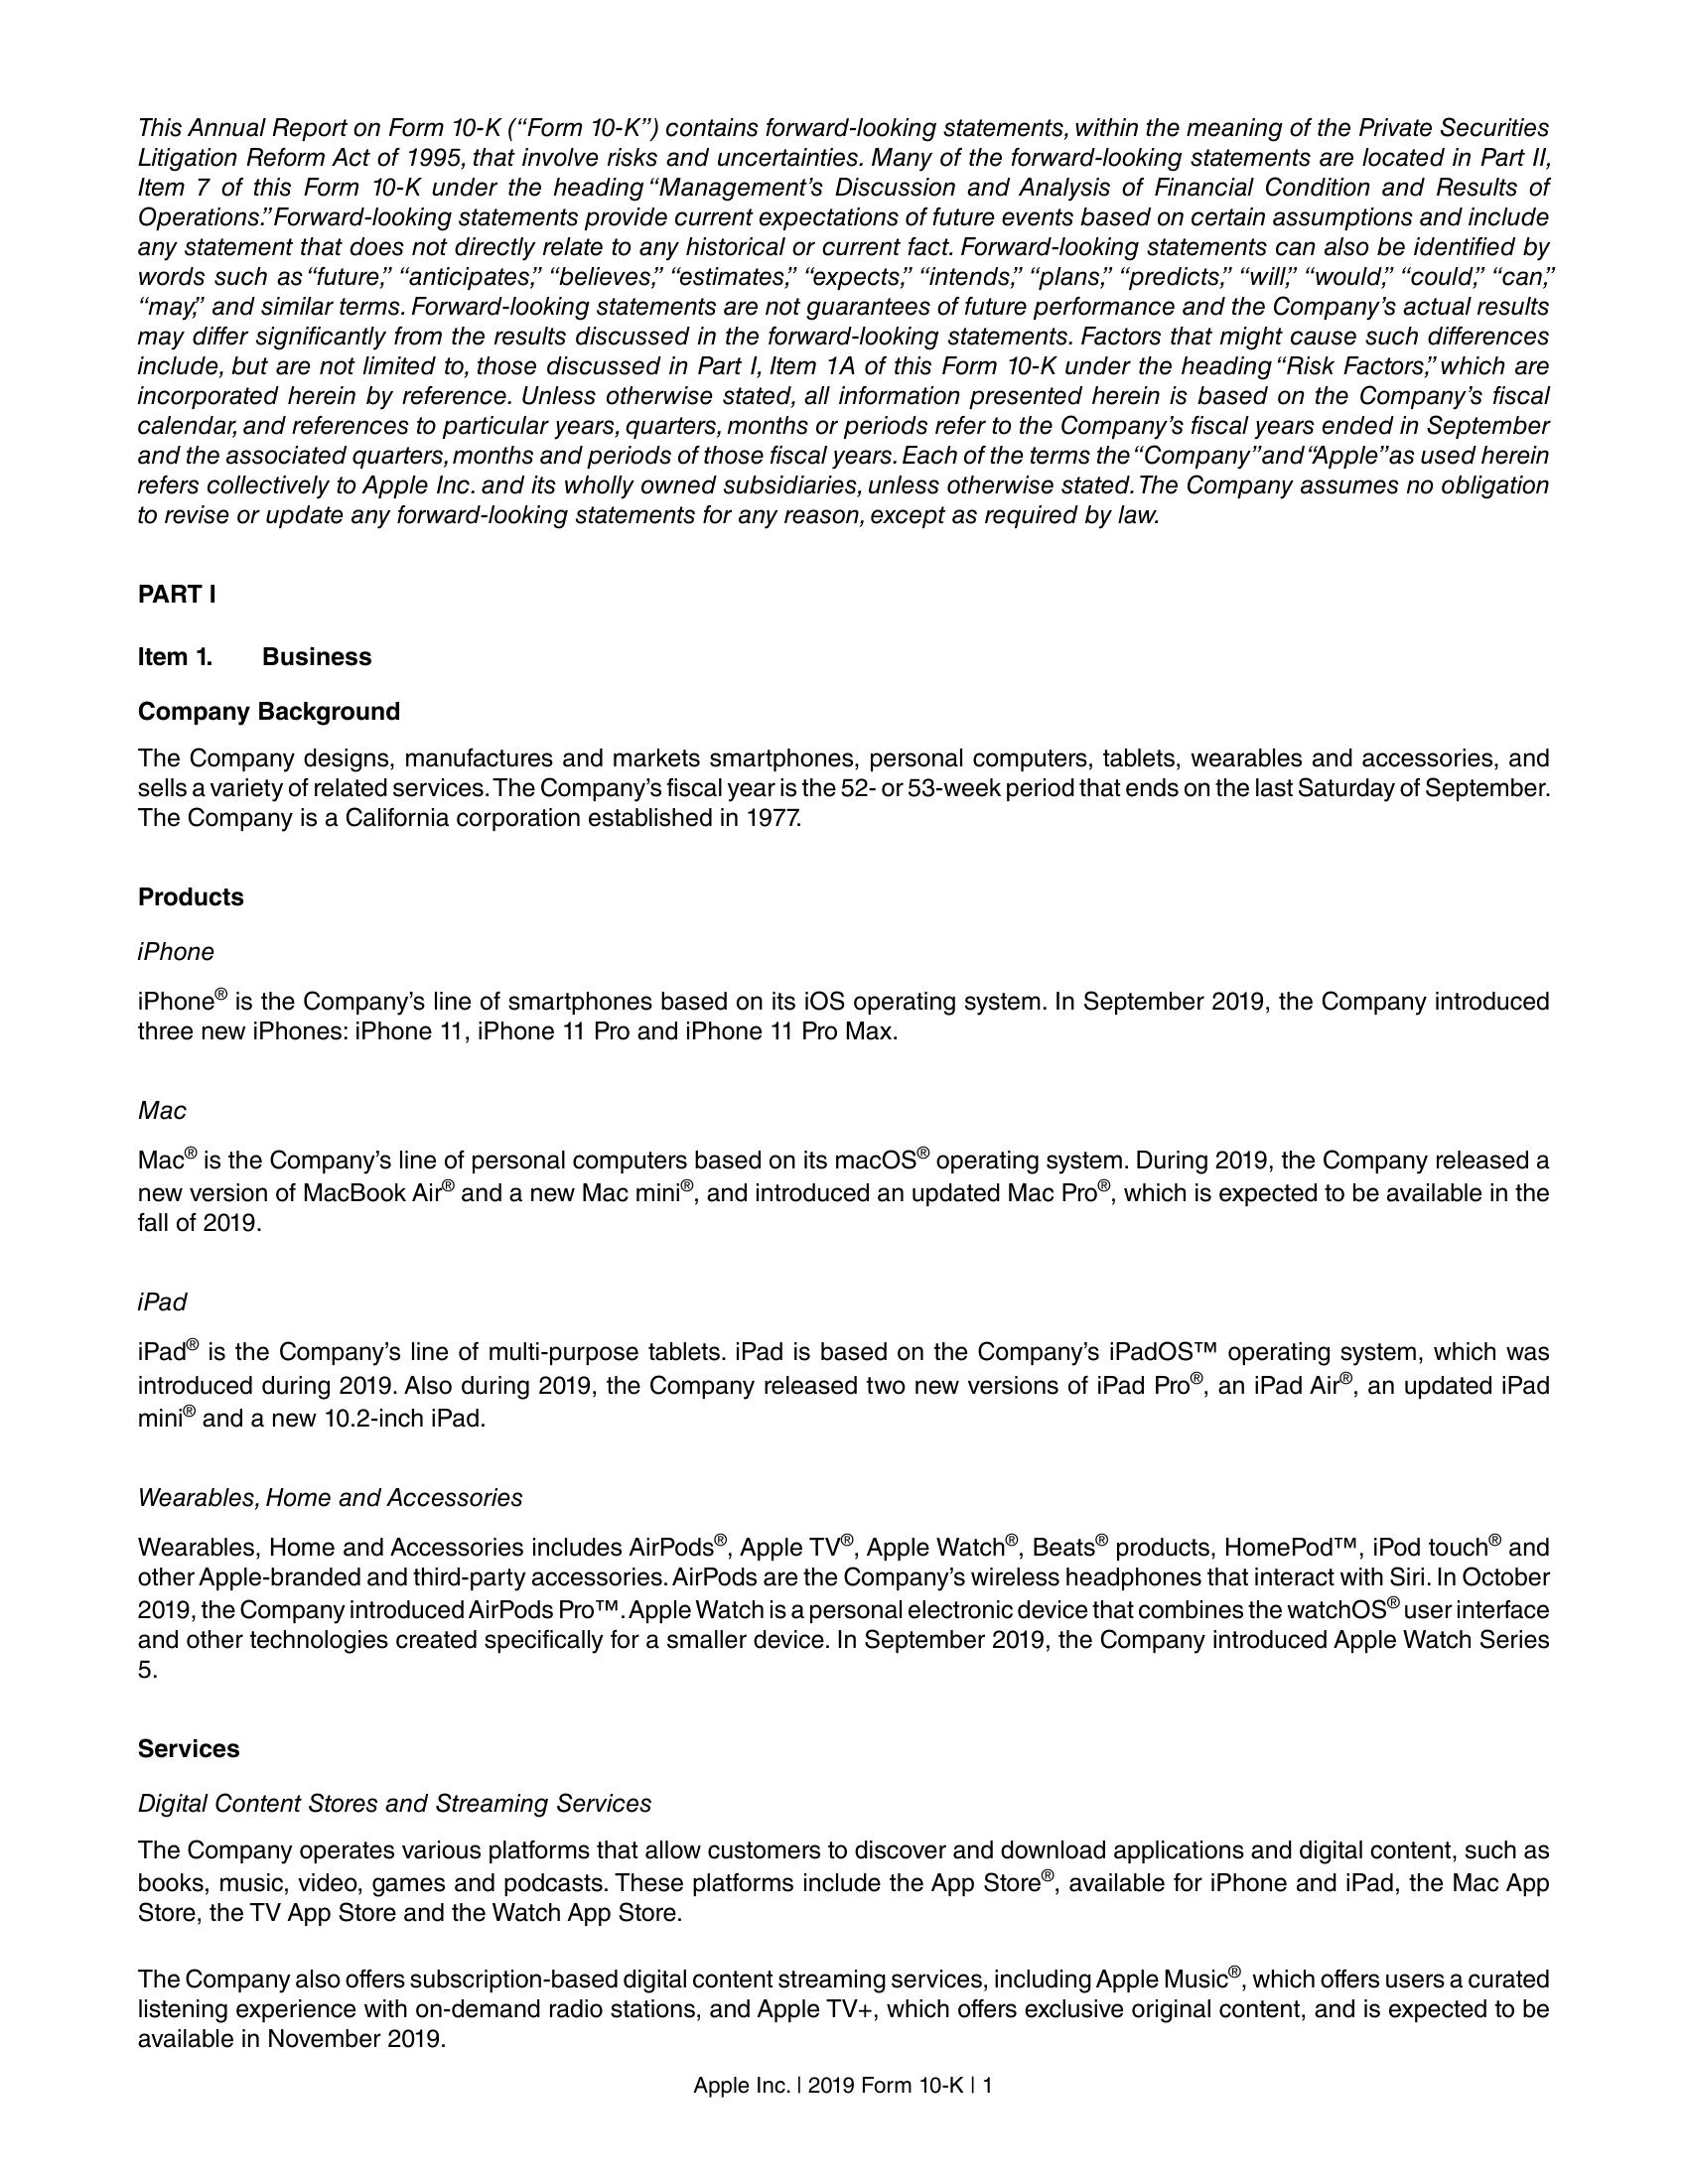 This Annual Report on Form 10-K (“Form 10-K”) contains forward-looking statements, within the meaning of the Private Securities
Litigation Reform Act of 1995, that involve risks and uncertainties. Many of the forward-looking statements are located in Part II,
Item 7 of this Form 10-K under the heading “Management’s Discussion and Analysis of Financial Condition and Results of
Operations.” Forward-looking statements provide current expectations of future events based on certain assumptions and include
any statement that does not directly relate to any historical or current fact. Forward-looking statements can also be identified by
words such as “future,” “anticipates,” “believes,” “estimates,” “expects,” “intends,” “plans,” “predicts,” “will,” “would,” “could,” “can,”
“may,” and similar terms. Forward-looking statements are not guarantees of future performance and the Company’s actual results
may differ significantly from the results discussed in the forward-looking statements. Factors that might cause such differences
include, but are not limited to, those discussed in Part I, Item 1A of this Form 10-K under the heading “Risk Factors,” which are
incorporated herein by reference. Unless otherwise stated, all information presented herein is based on the Company’s fiscal
calendar, and references to particular years, quarters, months or periods refer to the Company’s fiscal years ended in September
and the associated quarters, months and periods of those fiscal years. Each of the terms the “Company” and “Apple” as used herein
refers collectively to Apple Inc. and its wholly owned subsidiaries, unless otherwise stated. The Company assumes no obligation
to revise or update any forward-looking statements for any reason, except as required by law.
PART I
Item 1. Business
Company Background
The Company designs, manufactures and markets smartphones, personal computers, tablets, wearables and accessories, and
sells a variety of related services. The Company’s fiscal year is the 52- or 53-week period that ends on the last Saturday of September.
The Company is a California corporation established in 1977.
Products
iPhone
iPhone® is the Company’s line of smartphones based on its iOS operating system. In September 2019, the Company introduced
three new iPhones: iPhone 11, iPhone 11 Pro and iPhone 11 Pro Max.
Mac
Mac® is the Company’s line of personal computers based on its macOS® operating system. During 2019, the Company released a
new version of MacBook Air® and a new Mac mini®, and introduced an updated Mac Pro®, which is expected to be available in the
fall of 2019.
iPad
iPad® is the Company’s line of multi-purpose tablets. iPad is based on the Company’s iPadOS™ operating system, which was
introduced during 2019. Also during 2019, the Company released two new versions of iPad Pro®, an iPad Air®, an updated iPad
mini® and a new 10.2-inch iPad.
Wearables, Home and Accessories
Wearables, Home and Accessories includes AirPods®, Apple TV®, Apple Watch®, Beats® products, HomePod™, iPod touch® and
other Apple-branded and third-party accessories. AirPods are the Company’s wireless headphones that interact with Siri. In October
2019, the Company introduced AirPods Pro™. Apple Watch is a personal electronic device that combines the watchOS® user interface
and other technologies created specifically for a smaller device. In September 2019, the Company introduced Apple Watch Series
5.
Services
Digital Content Stores and Streaming Services
The Company operates various platforms that allow customers to discover and download applications and digital content, such as
books, music, video, games and podcasts. These platforms include the App Store®, available for iPhone and iPad, the Mac App
Store, the TV App Store and the Watch App Store.
The Company also offers subscription-based digital content streaming services, including Apple Music®, which offers users a curated
listening experience with on-demand radio stations, and Apple TV+, which offers exclusive original content, and is expected to be
available in November 2019.
Apple Inc. | 2019 Form 10-K | 1